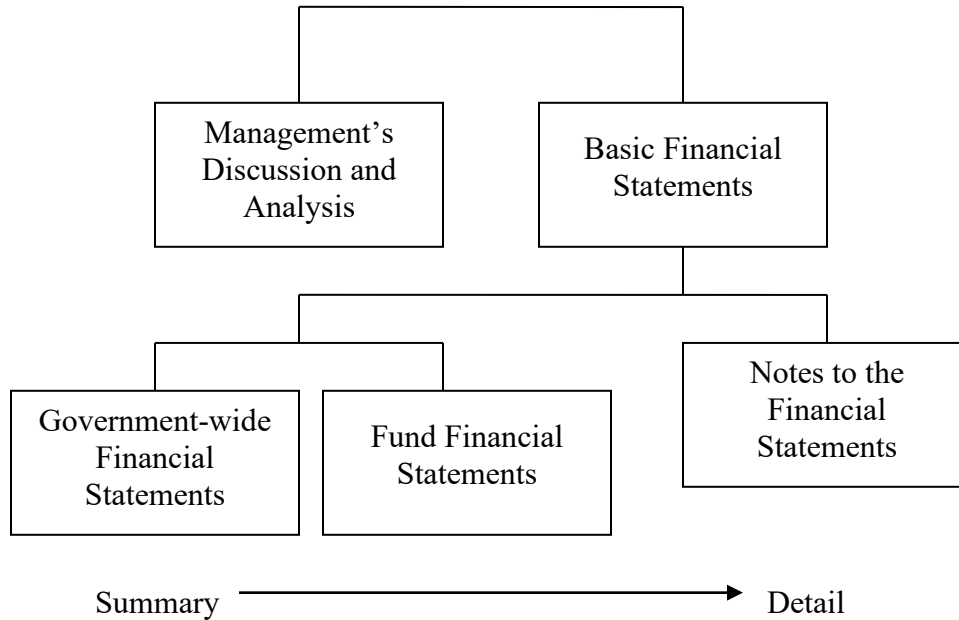 Management’s
Discussion and
Analysis
Basic Financial
Statements
Government-wide
Financial
Statements
Fund Financial
Statements
Notes to the
Financial
Statements
Summary
Detail